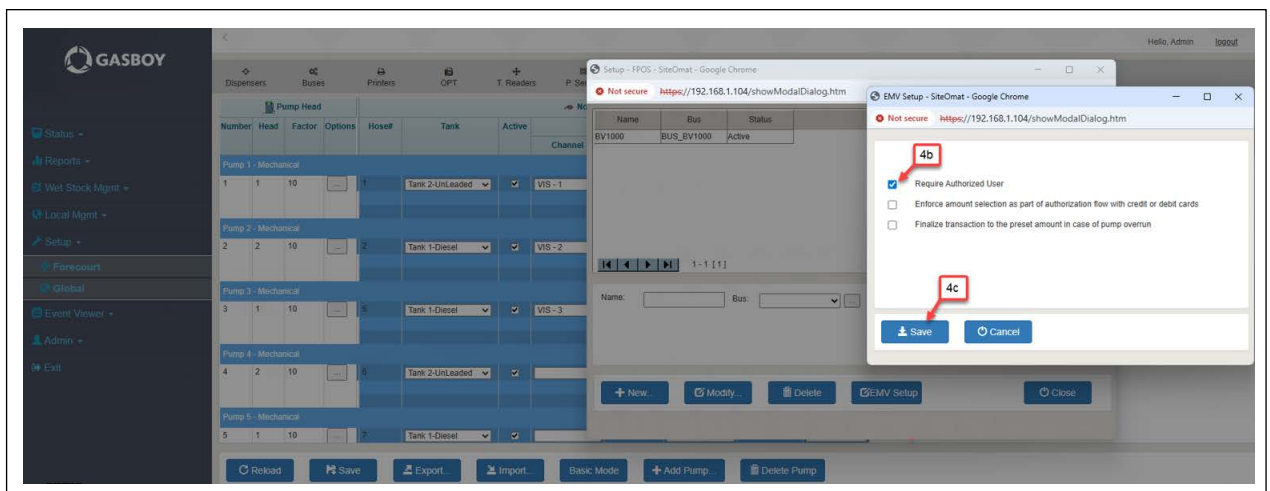 GASBOY
Hello, Admin logout
Dispensers Buses Printers OPT T. Readers P. Se
Setup - FPOS - SiteOmat - Google Chrome
Not secure https://192.168.1.104/showModalDialog.htm
EMV Setup - SiteOmat - Google Chrome
Not secure https://192.168.1.104/showModalDialog.htm
Pump Head No
Number Head Factor Options Hose# Tank Active
Channel
Name Bus Status
BV1000 BUS_BV1000 Active
4b
Require Authorized User
Enforce amount selection as part of authorization flow with credit or debit cards
Finalize transaction to the preset amount in case of pump overrun
4c
Save Cancel
Status
Reports
Wet Stock Mgmt
Local Mgmt
Setup
Forecourt
Global
Event Viewer
Admin
Exit
Pump 1 - Mechanical
1 1 10 ... 1 Tank 2-UnLeaded VIS - 1
Pump 2 - Mechanical
2 2 10 ... 2 Tank 1-Diesel VIS - 2
Pump 3 - Mechanical
3 1 10 ... 5 Tank 1-Diesel VIS - 3
Pump 4 - Mechanical
4 2 10 ... 6 Tank 2-UnLeaded
Pump 5 - Mechanical
5 1 10 ... 7 Tank 1-Diesel
1 - 1 [1]
Name: Bus: ...
New... Modify... Delete EMV Setup Close
Reload Save Export... Import... Basic Mode Add Pump... Delete Pump